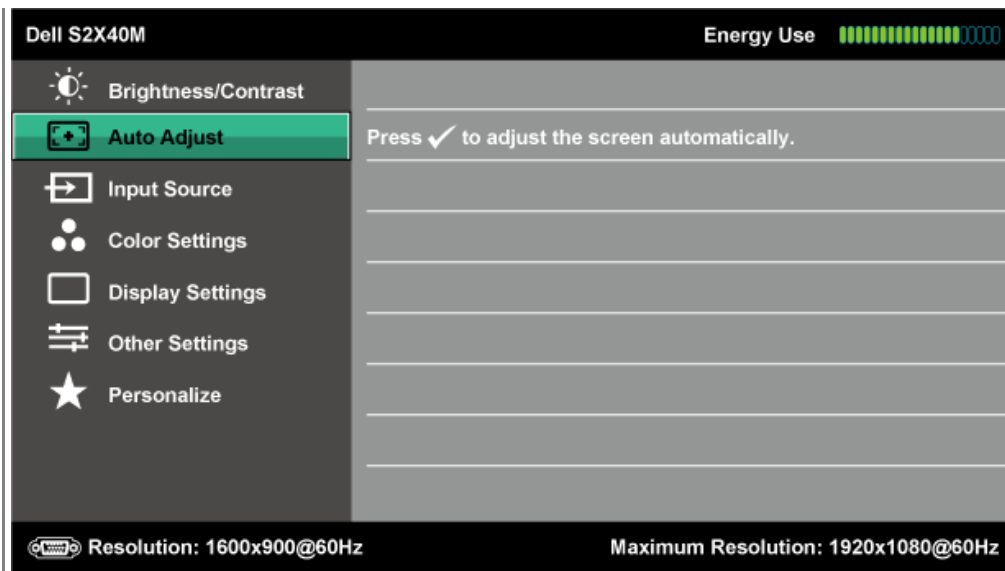 Dell S2X40M Energy Use
Brightness/Contrast
Auto Adjust Press ✓ to adjust the screen automatically.
Input Source
Color Settings
Display Settings
Other Settings
Personalize
Resolution: 1600x900@60Hz Maximum Resolution: 1920x1080@60Hz